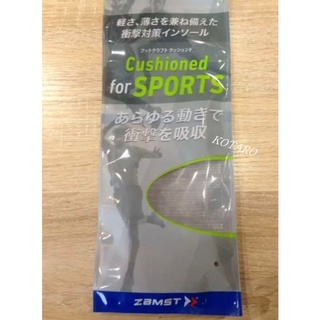 軽さ、薄さを兼ね備えた
衝撃対策インソール
フットクラフト クッションド
Cushioned
for SPORTS
あらゆる動きで
衝撃を吸収
KOTARO
ZAMST